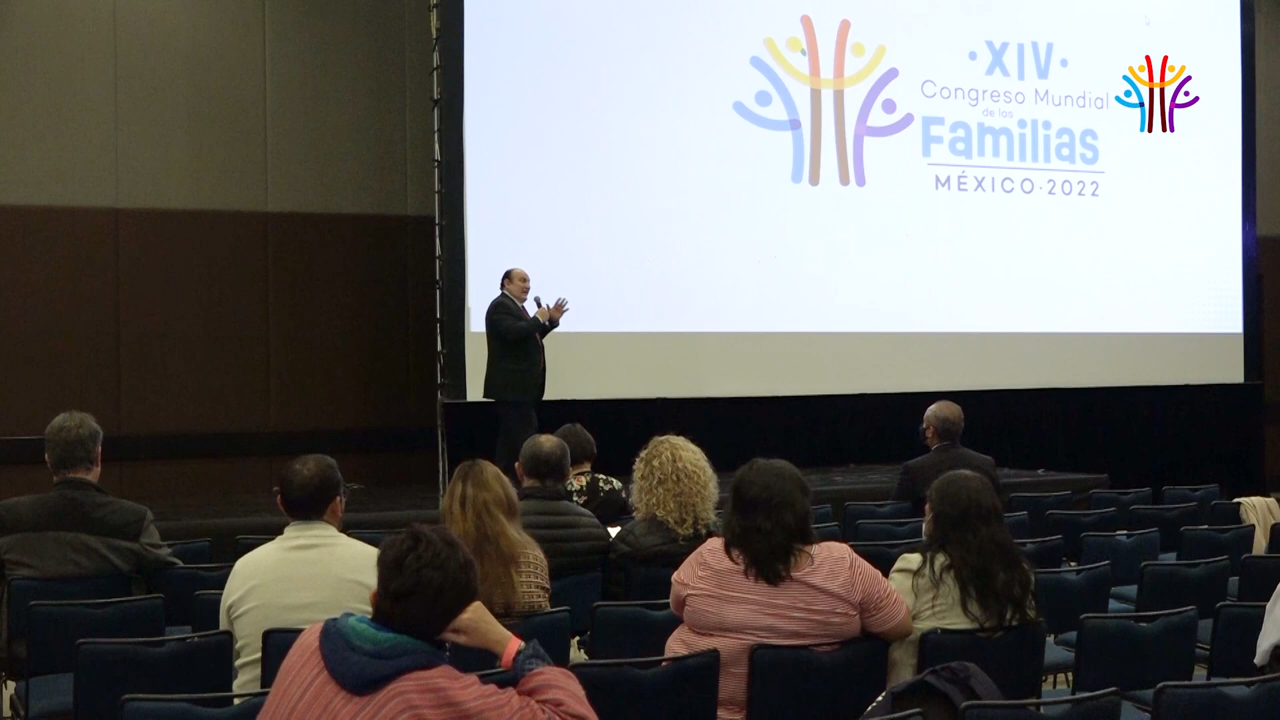 ·XIV·
Congreso Mundial
de las
Familias
MÉXICO·2022